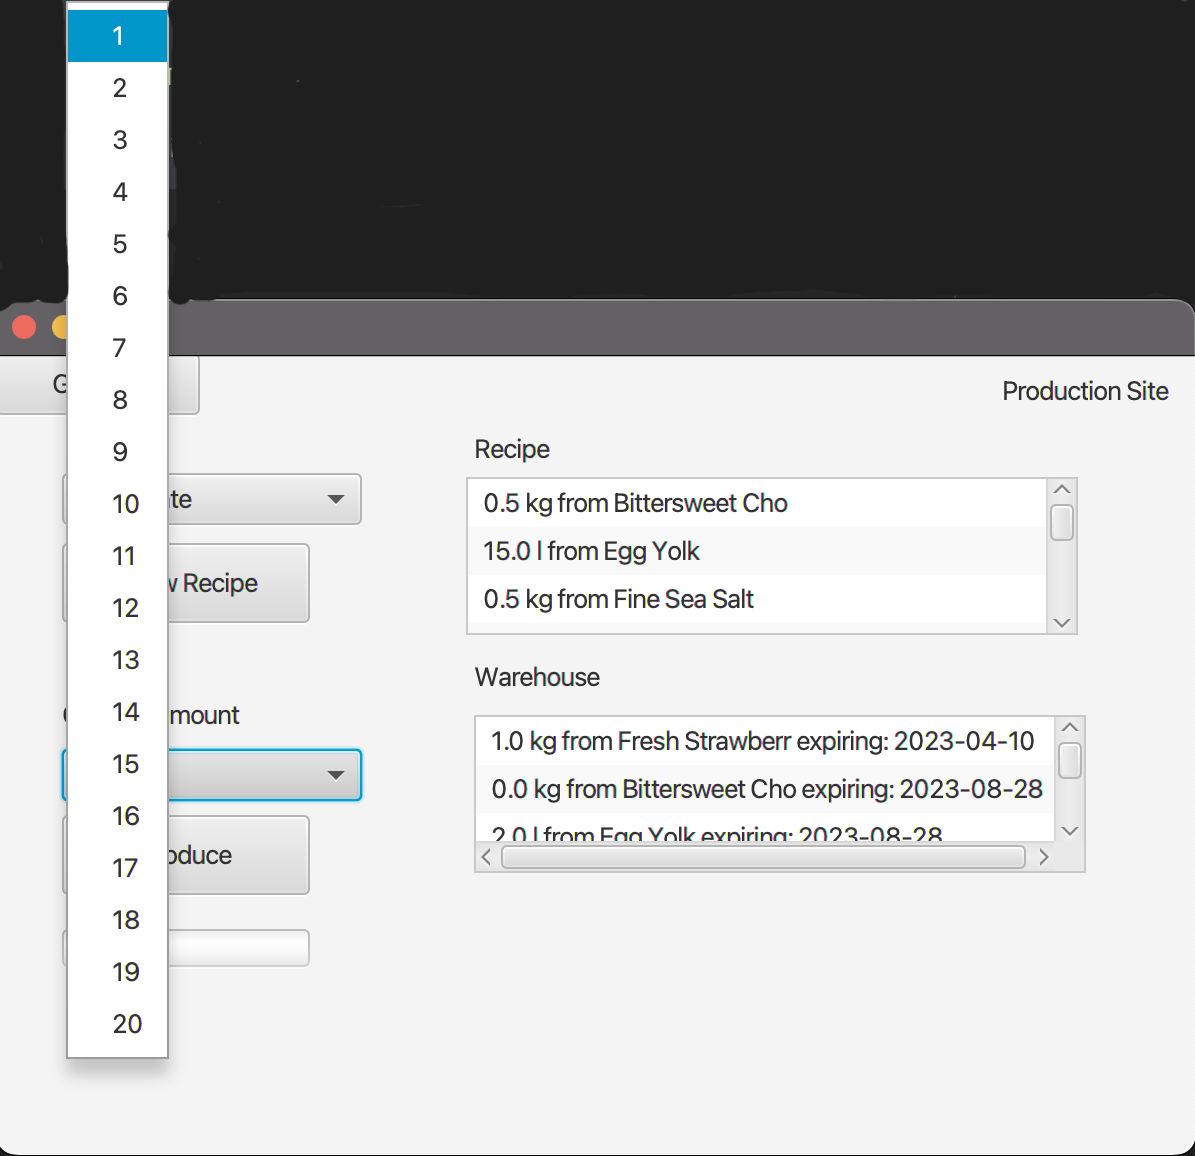 1
2
3
4
5
6
7
8
9
10
11
12
13
14
15
16
17
18
19
20
Production Site
Recipe
0.5 kg from Bittersweet Cho
15.0 l from Egg Yolk
0.5 kg from Fine Sea Salt
Recipe
Warehouse
1.0 kg from Fresh Strawberr expiring: 2023-04-10
0.0 kg from Bittersweet Cho expiring: 2023-08-28
2.0 l from Egg Yolk expiring: 2023-08-28